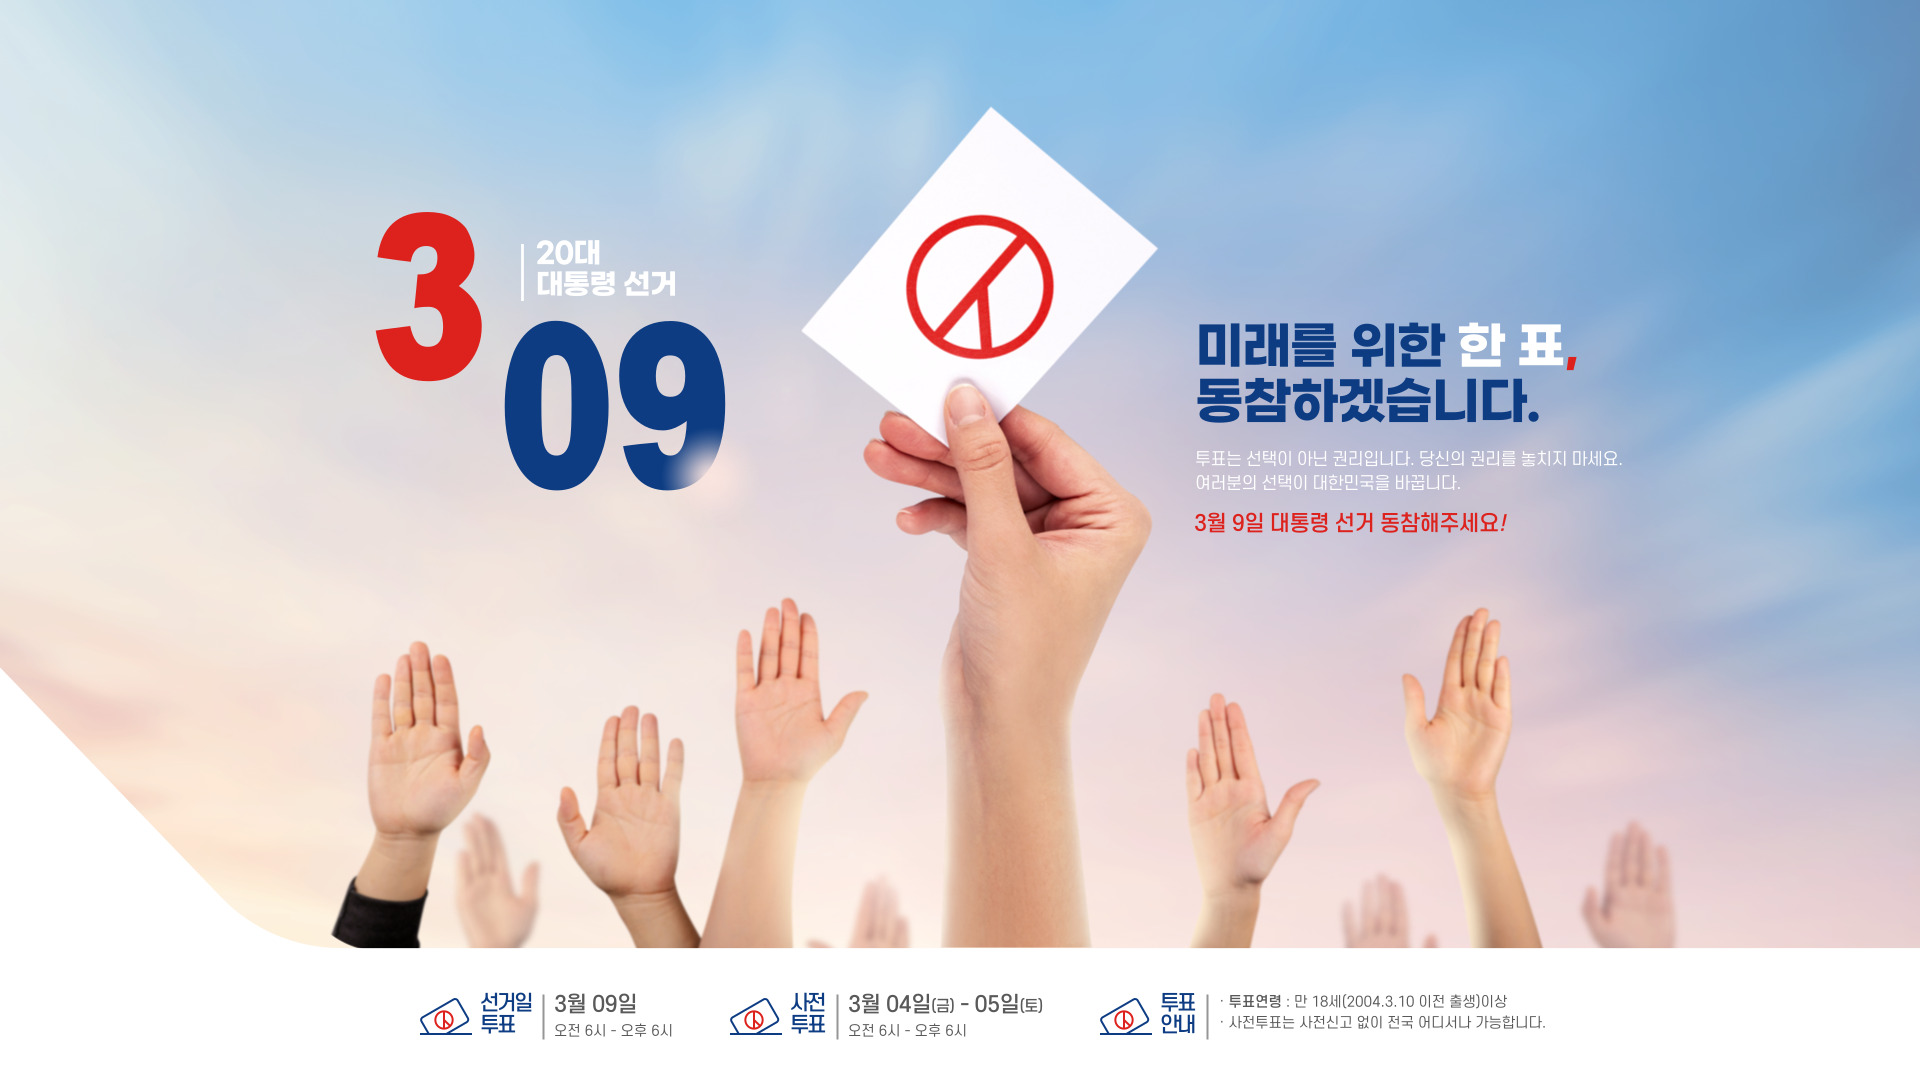 3
09
20대
대통령 선거
미래를 위한 한 표,
동참하겠습니다.
투표는 선택이 아닌 권리입니다. 당신의 권리를 놓치지 마세요.
여러분의 선택이 대한민국을 바꿉니다.
3월 9일 대통령 선거 동참해주세요!
선거일
투표
3월 09일
오전 6시 - 오후 6시
사전
투표
3월 04일(금) - 05일(토)
오전 6시 - 오후 6시
투표
안내
· 투표연령 : 만 18세(2004.3.10 이전 출생)이상
· 사전투표는 사전신고 없이 전국 어디서나 가능합니다.